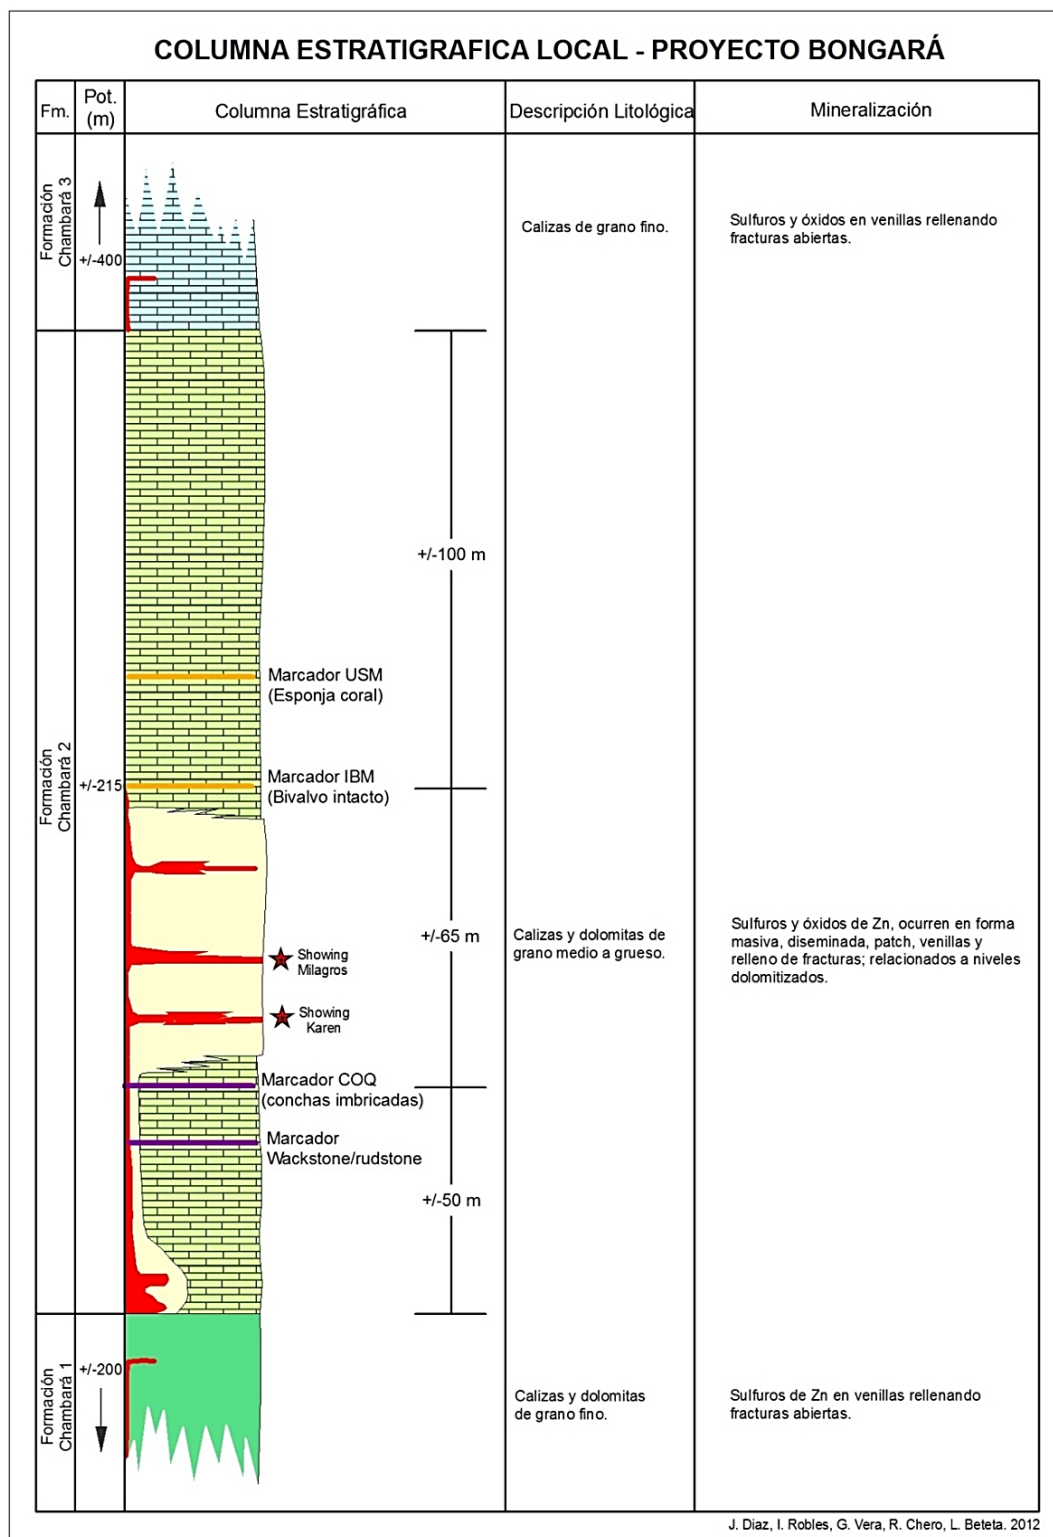 COLUMNA ESTRATIGRAFICA LOCAL - PROYECTO BONGARÁ
Fm.
Pot.
(m)
Columna Estratigráfica
Descripción Litológica
Mineralización
Formación
Chambará 3
+/-400
Calizas de grano fino.
Sulfuros y óxidos en venillas rellenando
fracturas abiertas.
Formación
Chambará 2
+/-215
+/-100 m
Marcador USM
(Esponja coral)
Marcador IBM
(Bivalvo intacto)
+/-65 m
Showing
Milagros
Showing
Karen
Calizas y dolomitas de
grano medio a grueso.
Sulfuros y óxidos de Zn, ocurren en forma
masiva, diseminada, patch, venillas y
relleno de fracturas; relacionados a niveles
dolomitizados.
Marcador COQ
(conchas imbricadas)
Marcador
Wackstone/rudstone
+/-50 m
Formación
Chambará 1
+/-200
Calizas y dolomitas
de grano fino.
Sulfuros de Zn en venillas rellenando
fracturas abiertas.
J. Diaz, I. Robles, G. Vera, R. Chero, L. Beteta. 2012